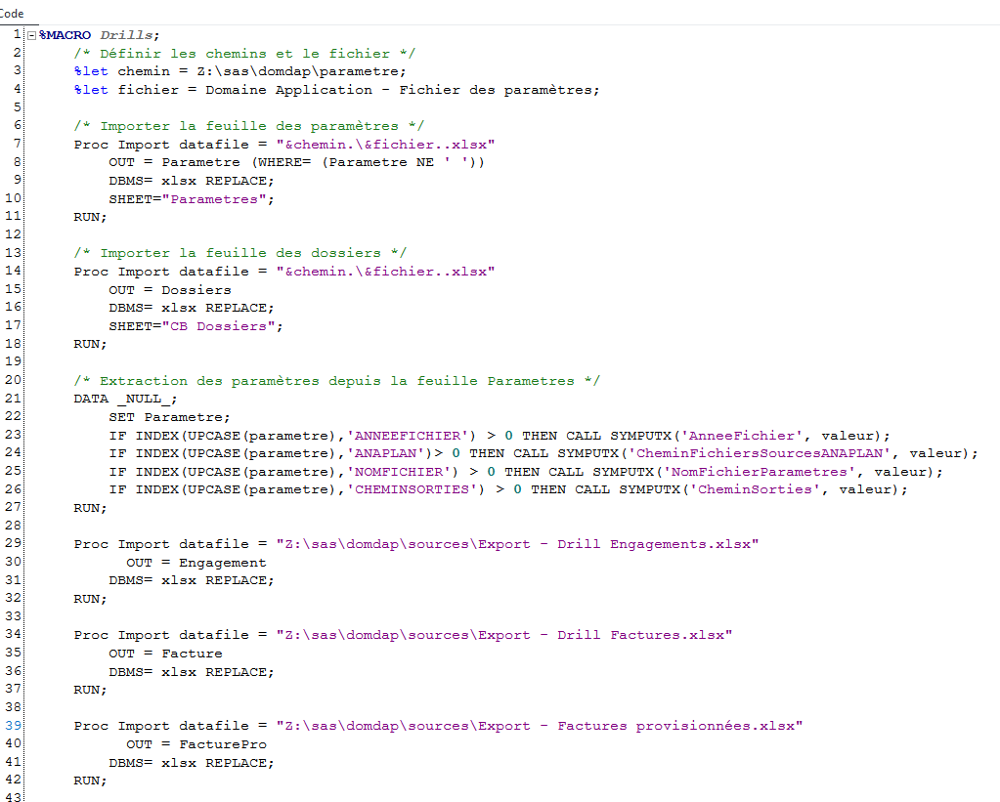 Code
1 %MACRO Drills;
2 /* Définir les chemins et le fichier */
3 %let chemin = Z:\sas\domdap\parametre;
4 %let fichier = Domaine Application - Fichier des paramètres;
5
6 /* Importer la feuille des paramètres */
7 Proc Import datafile = "&chemin.\&fichier..xlsx"
8 OUT = Parametre (WHERE= (Parametre NE ' '))
9 DBMS= xlsx REPLACE;
10 SHEET="Parametres";
11 RUN;
12
13 /* Importer la feuille des dossiers */
14 Proc Import datafile = "&chemin.\&fichier..xlsx"
15 OUT = Dossiers
16 DBMS= xlsx REPLACE;
17 SHEET="CB Dossiers";
18 RUN;
19
20 /* Extraction des paramètres depuis la feuille Parametres */
21 DATA _NULL_;
22 SET Parametre;
23 IF INDEX(UPCASE(parametre),'ANNEEFICHIER') > 0 THEN CALL SYMPUTX('AnneeFichier', valeur);
24 IF INDEX(UPCASE(parametre),'ANAPLAN')> 0 THEN CALL SYMPUTX('CheminFichiersSourcesANAPLAN', valeur);
25 IF INDEX(UPCASE(parametre),'NOMFICHIER') > 0 THEN CALL SYMPUTX('NomFichierParametres', valeur);
26 IF INDEX(UPCASE(parametre),'CHEMINSORTIES') > 0 THEN CALL SYMPUTX('CheminSorties', valeur);
27 RUN;
28
29 Proc Import datafile = "Z:\sas\domdap\sources\Export - Drill Engagements.xlsx"
30 OUT = Engagement
31 DBMS= xlsx REPLACE;
32 RUN;
33
34 Proc Import datafile = "Z:\sas\domdap\sources\Export - Drill Factures.xlsx"
35 OUT = Facture
36 DBMS= xlsx REPLACE;
37 RUN;
38
39 Proc Import datafile = "Z:\sas\domdap\sources\Export - Factures provisionnées.xlsx"
40 OUT = FacturePro
41 DBMS= xlsx REPLACE;
42 RUN;
43